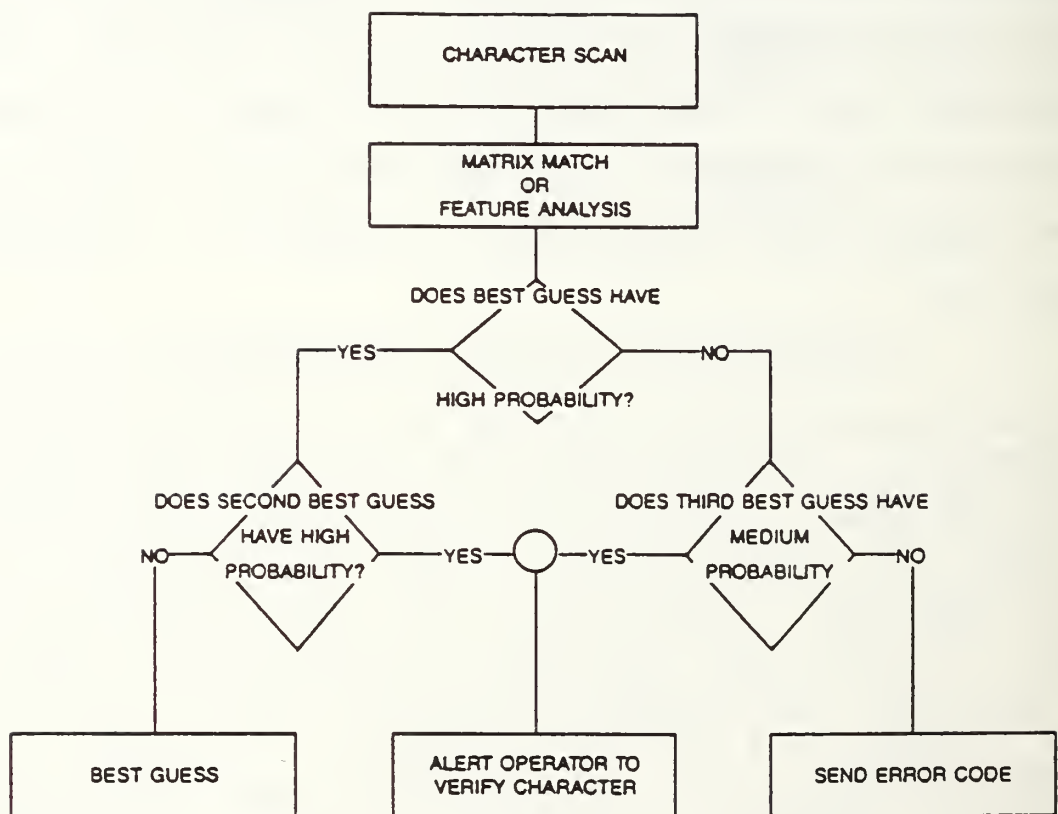 CHARACTER SCAN
MATRIX MATCH
OR
FEATURE ANALYSIS
DOES BEST GUESS HAVE
YES
NO
HIGH PROBABILITY?
DOES SECOND BEST GUESS
HAVE HIGH
PROBABILITY?
NO
YES
DOES THIRD BEST GUESS HAVE
MEDIUM
PROBABILITY
YES
NO
BEST GUESS
ALERT OPERATOR TO
VERIFY CHARACTER
SEND ERROR CODE